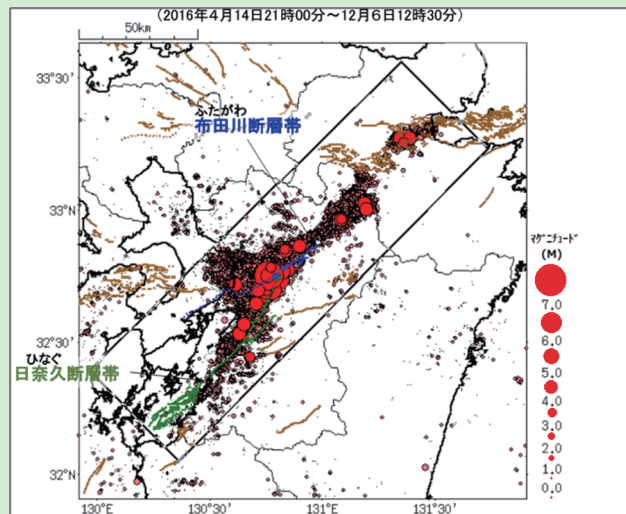 （2016年４月14日21時00分～12月６日12時30分）
50km
33°30′
ふたがわ
布田川断層帯
33°N
ﾏｸﾞﾆﾁｭｰﾄﾞ
(M)
7.0
6.0
5.0
4.0
3.0
2.0
1.0
0.0
32°30′
ひなぐ
日奈久断層帯
32°N
130°E
130°30′
131°E
131°30′